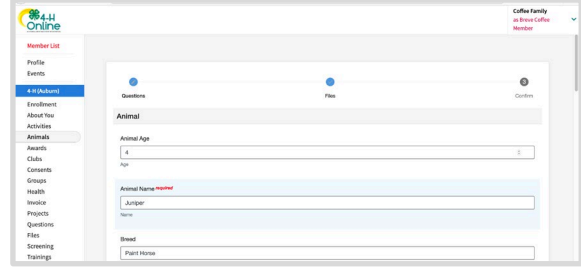 4-H
Online
Coffee Family
as Breve Coffee
Member
Member List
Profile
Events
4-H (Auburn)
Enrollment
About You
Activities
Animals
Awards
Clubs
Consents
Groups
Health
Invoice
Projects
Questions
Files
Screening
Trainings
Questions
Files
3
Confirm
Animal
Animal Age
4
Age
Animal Name required
Juniper
Name
Breed
Paint Horse